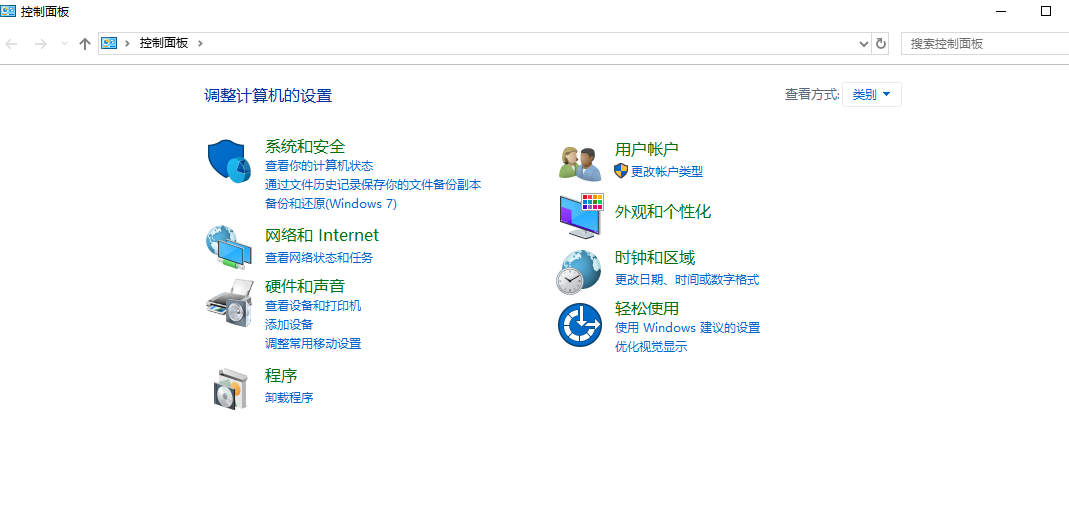 控制面板
控制面板
搜索控制面板
调整计算机的设置
查看方式: 类别
系统和安全
查看你的计算机状态
通过文件历史记录保存你的文件备份副本
备份和还原(Windows 7)
网络和 Internet
查看网络状态和任务
硬件和声音
查看设备和打印机
添加设备
调整常用移动设置
程序
卸载程序
用户帐户
更改帐户类型
外观和个性化
时钟和区域
更改日期、时间或数字格式
轻松使用
使用 Windows 建议的设置
优化视觉显示